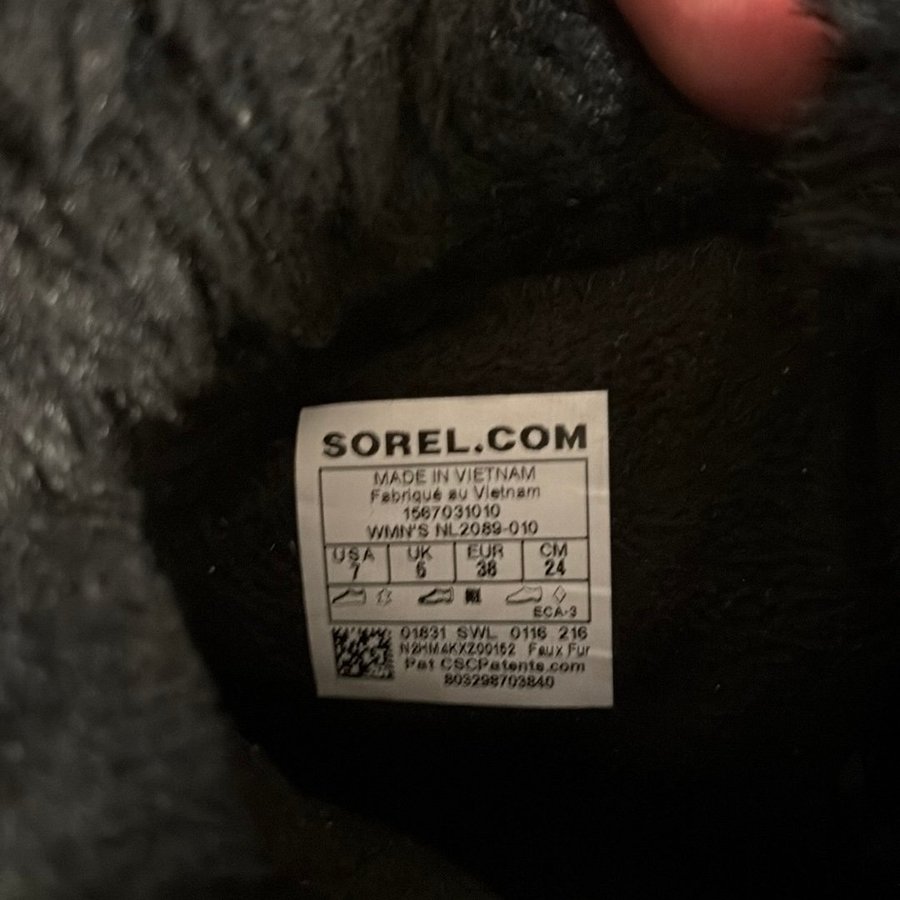 SOREL.COM
MADE IN VIETNAM
Fabriqué au Vietnam
1567031010
WMN'S NL2089-010
USA UK EUR CM
7 5 38 24
ECA-3
01831 SWL 0116 216
N2HM4KXZ00152 Faux Fur
Pat CSCPatents.com
803298703840